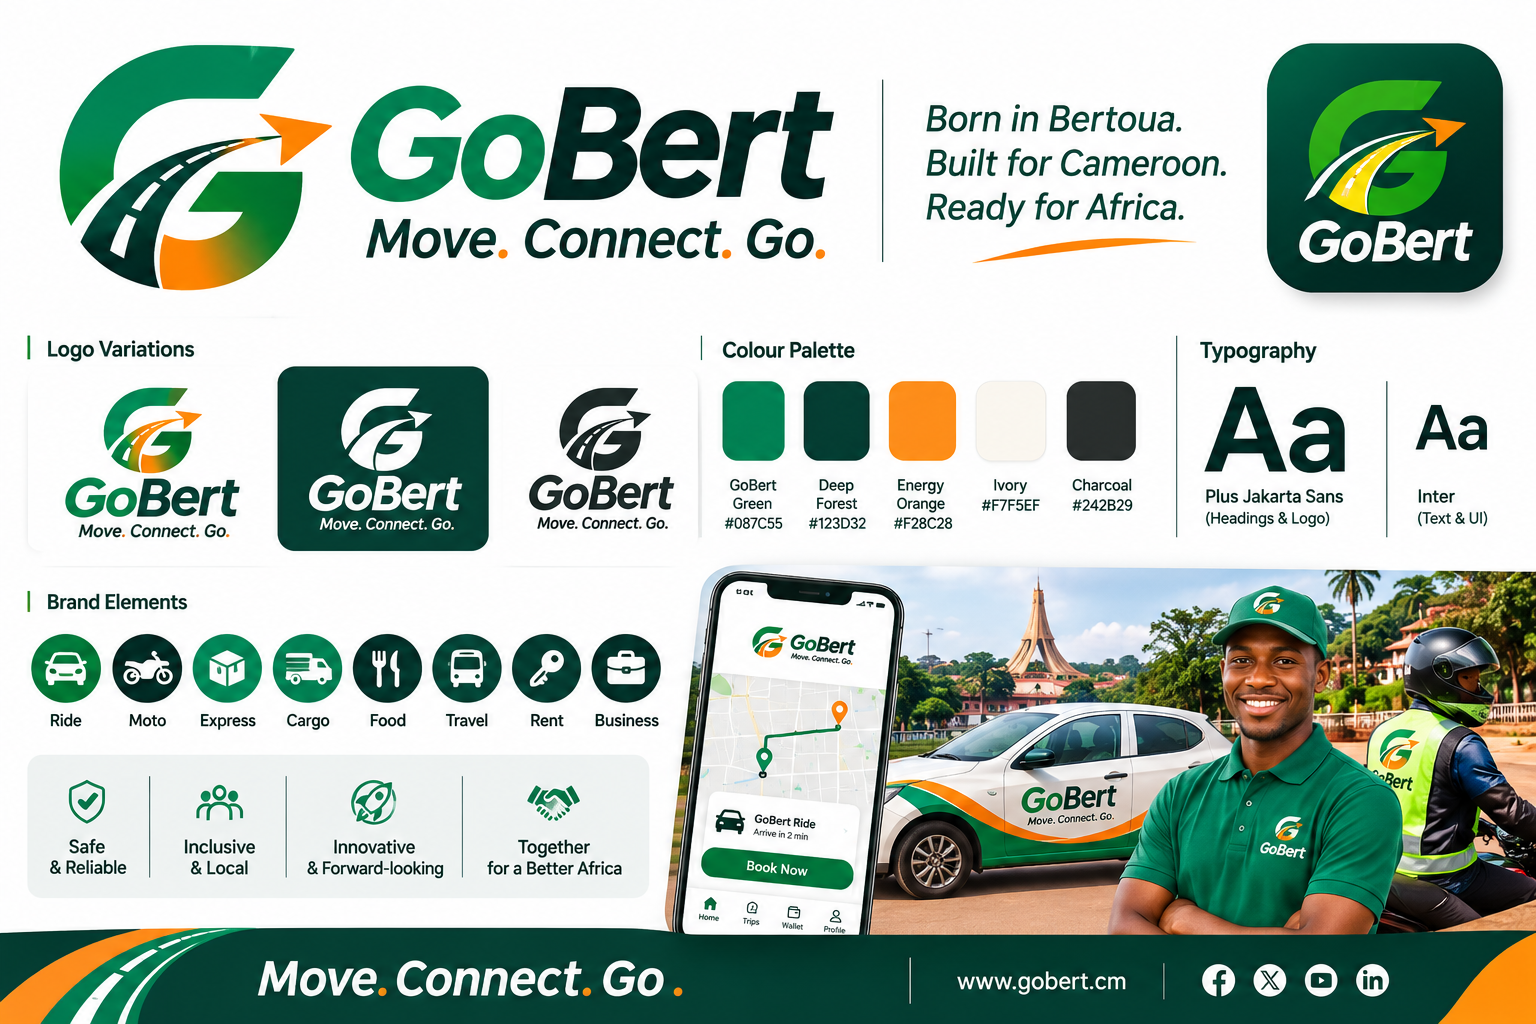 GoBert
Move. Connect. Go.
Born in Bertoua.
Built for Cameroon.
Ready for Africa.
GoBert
Logo Variations
GoBert
Move. Connect. Go.
GoBert
Move. Connect. Go.
GoBert
Move. Connect. Go.
Colour Palette
GoBert
Green
#087C55
Deep
Forest
#123D32
Energy
Orange
#F28C28
Ivory
#F7F5EF
Charcoal
#242B29
Typography
Aa
Plus Jakarta Sans
(Headings & Logo)
Aa
Inter
(Text & UI)
Brand Elements
Ride
Moto
Express
Cargo
Food
Travel
Rent
Business
Safe
& Reliable
Inclusive
& Local
Innovative
& Forward-looking
Together
for a Better Africa
GoBert
Move. Connect. Go.
GoBert Ride
Arrive in 2 min
Book Now
Home
Trips
Wallet
Profile
GoBert
Move. Connect. Go.
GoBert
GoBert
Move. Connect. Go.
www.gobert.cm